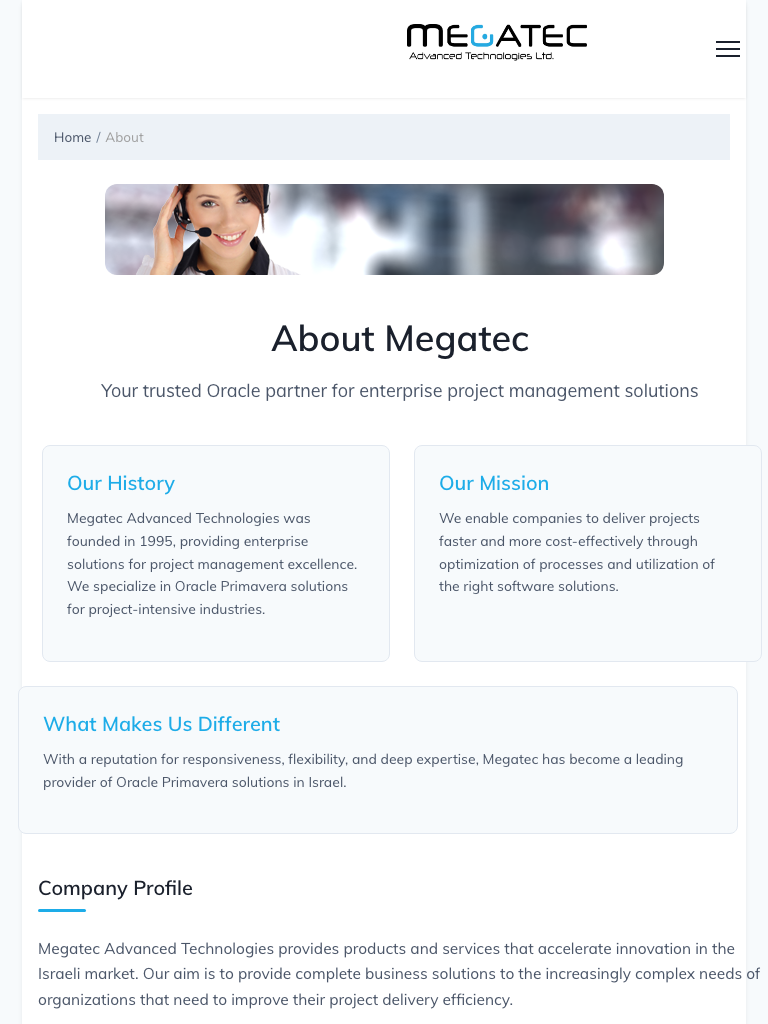 MEGATEC
Advanced Technologies Ltd.
Home / About
About Megatec
Your trusted Oracle partner for enterprise project management solutions
Our History
Megatec Advanced Technologies was
founded in 1995, providing enterprise
solutions for project management excellence.
We specialize in Oracle Primavera solutions
for project-intensive industries.
Our Mission
We enable companies to deliver projects
faster and more cost-effectively through
optimization of processes and utilization of
the right software solutions.
What Makes Us Different
With a reputation for responsiveness, flexibility, and deep expertise, Megatec has become a leading
provider of Oracle Primavera solutions in Israel.
Company Profile
Megatec Advanced Technologies provides products and services that accelerate innovation in the
Israeli market. Our aim is to provide complete business solutions to the increasingly complex needs of
organizations that need to improve their project delivery efficiency.